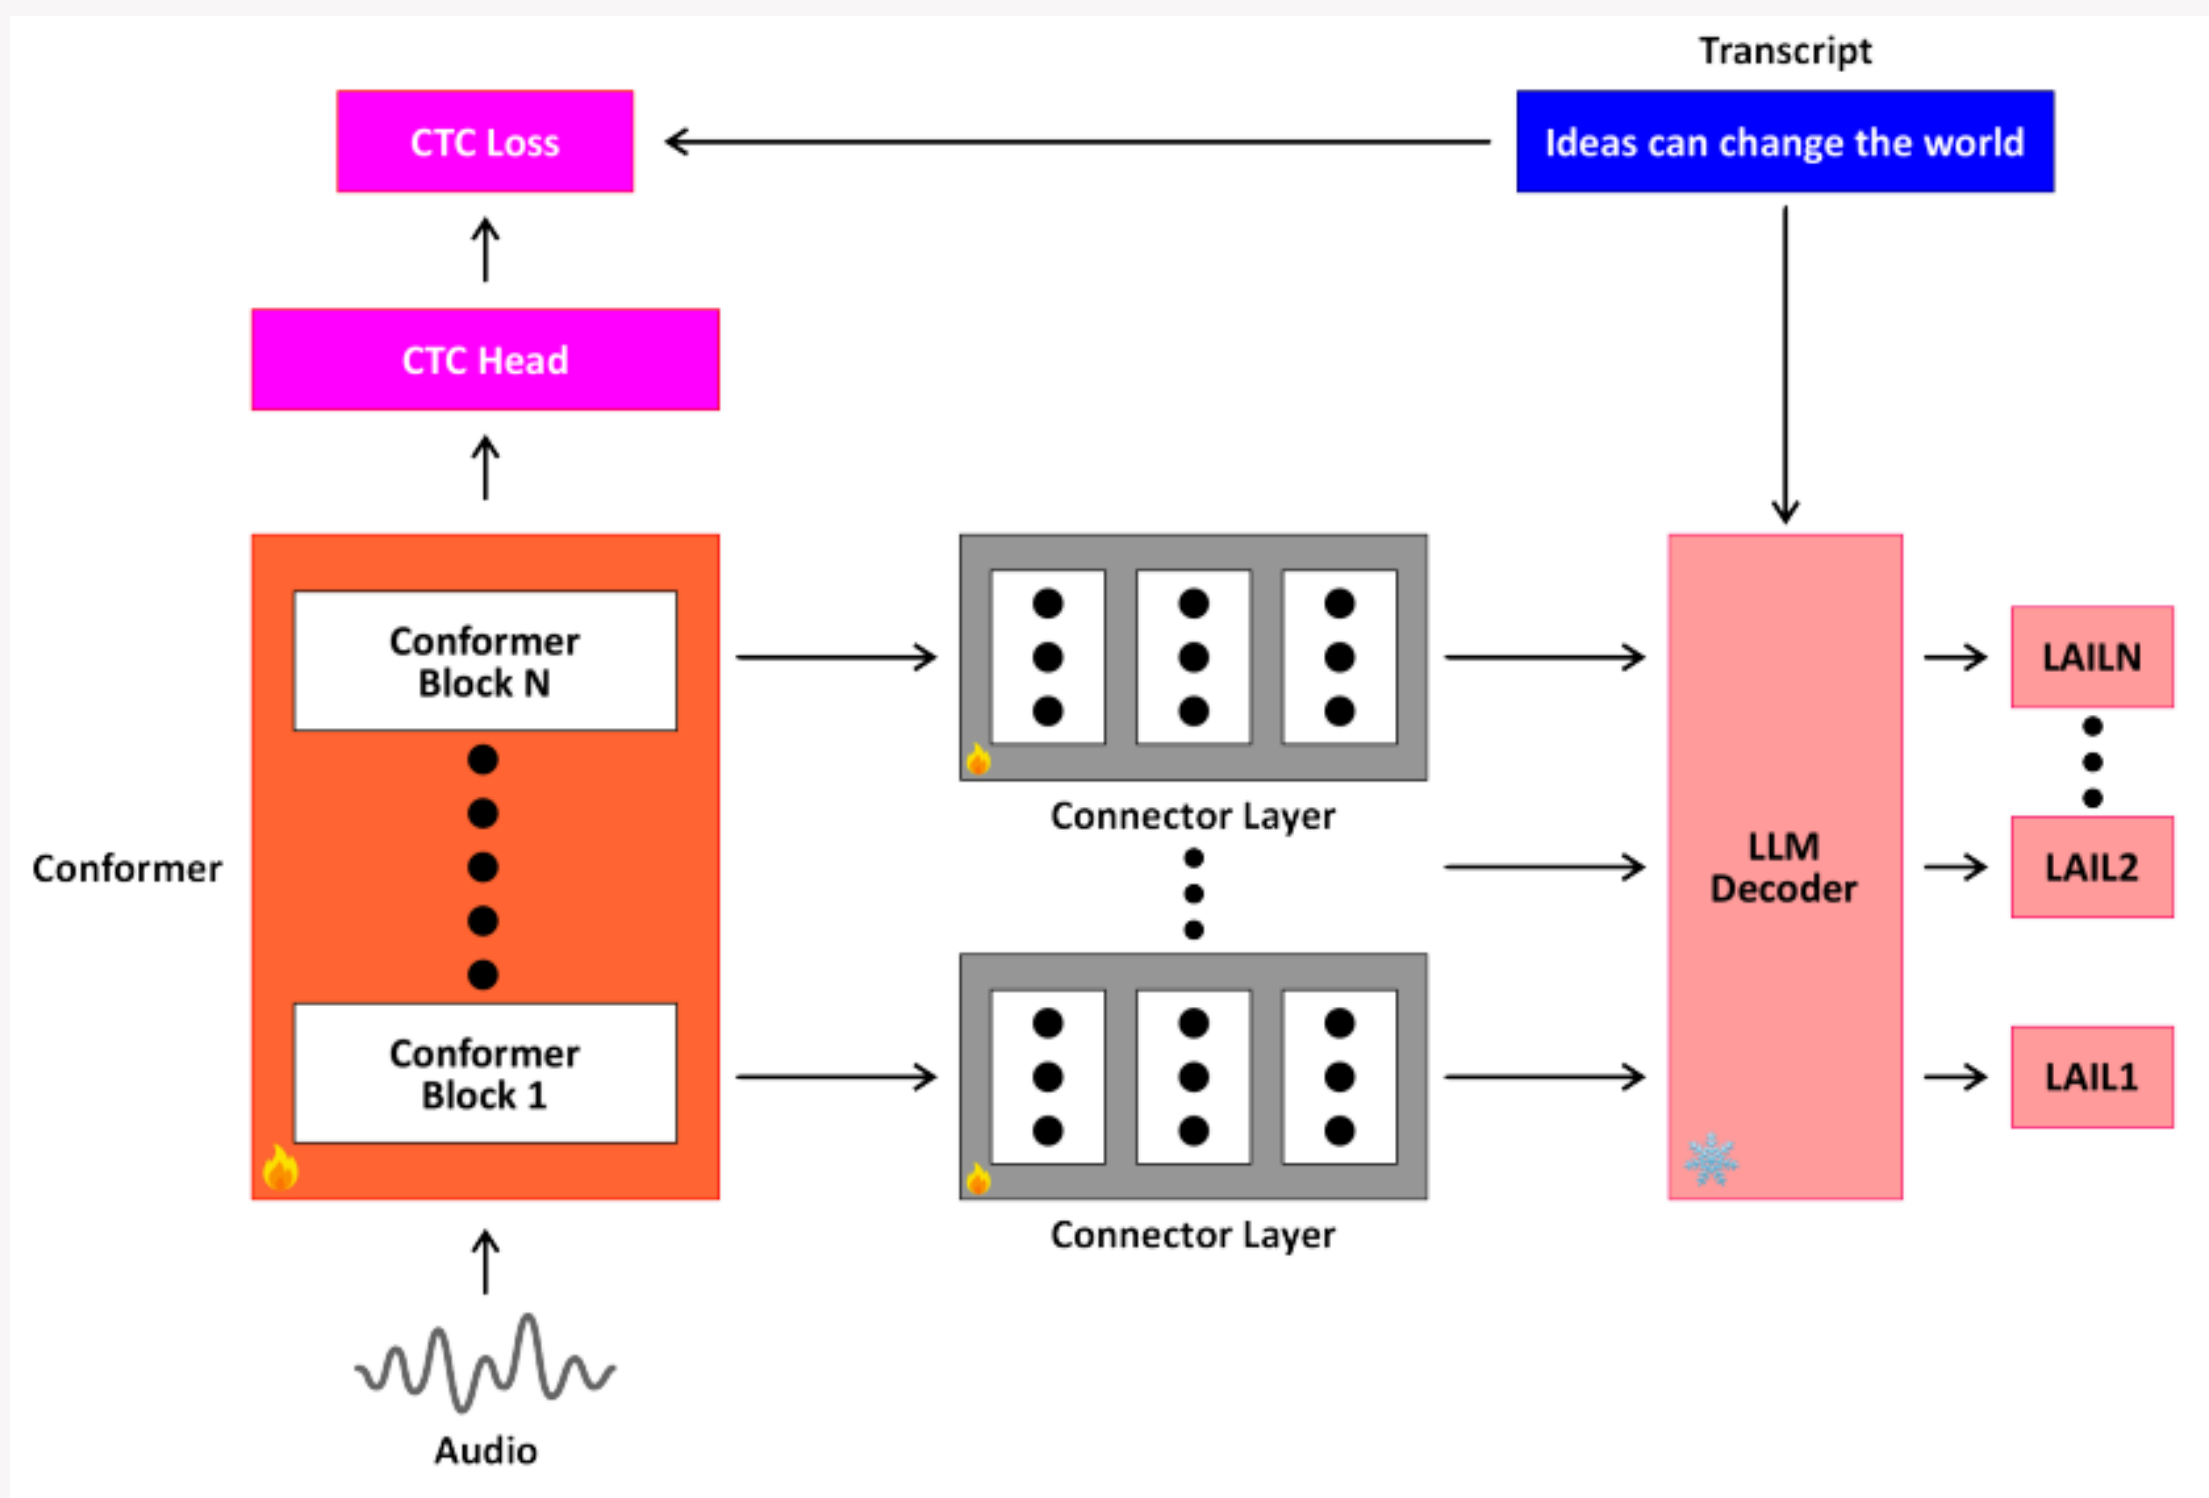 Transcript
CTC Loss
Ideas can change the world
CTC Head
Conformer
Block N
LAILN
Connector Layer
Conformer
LLM
Decoder
LAIL2
Conformer
Block 1
LAIL1
Connector Layer
Audio